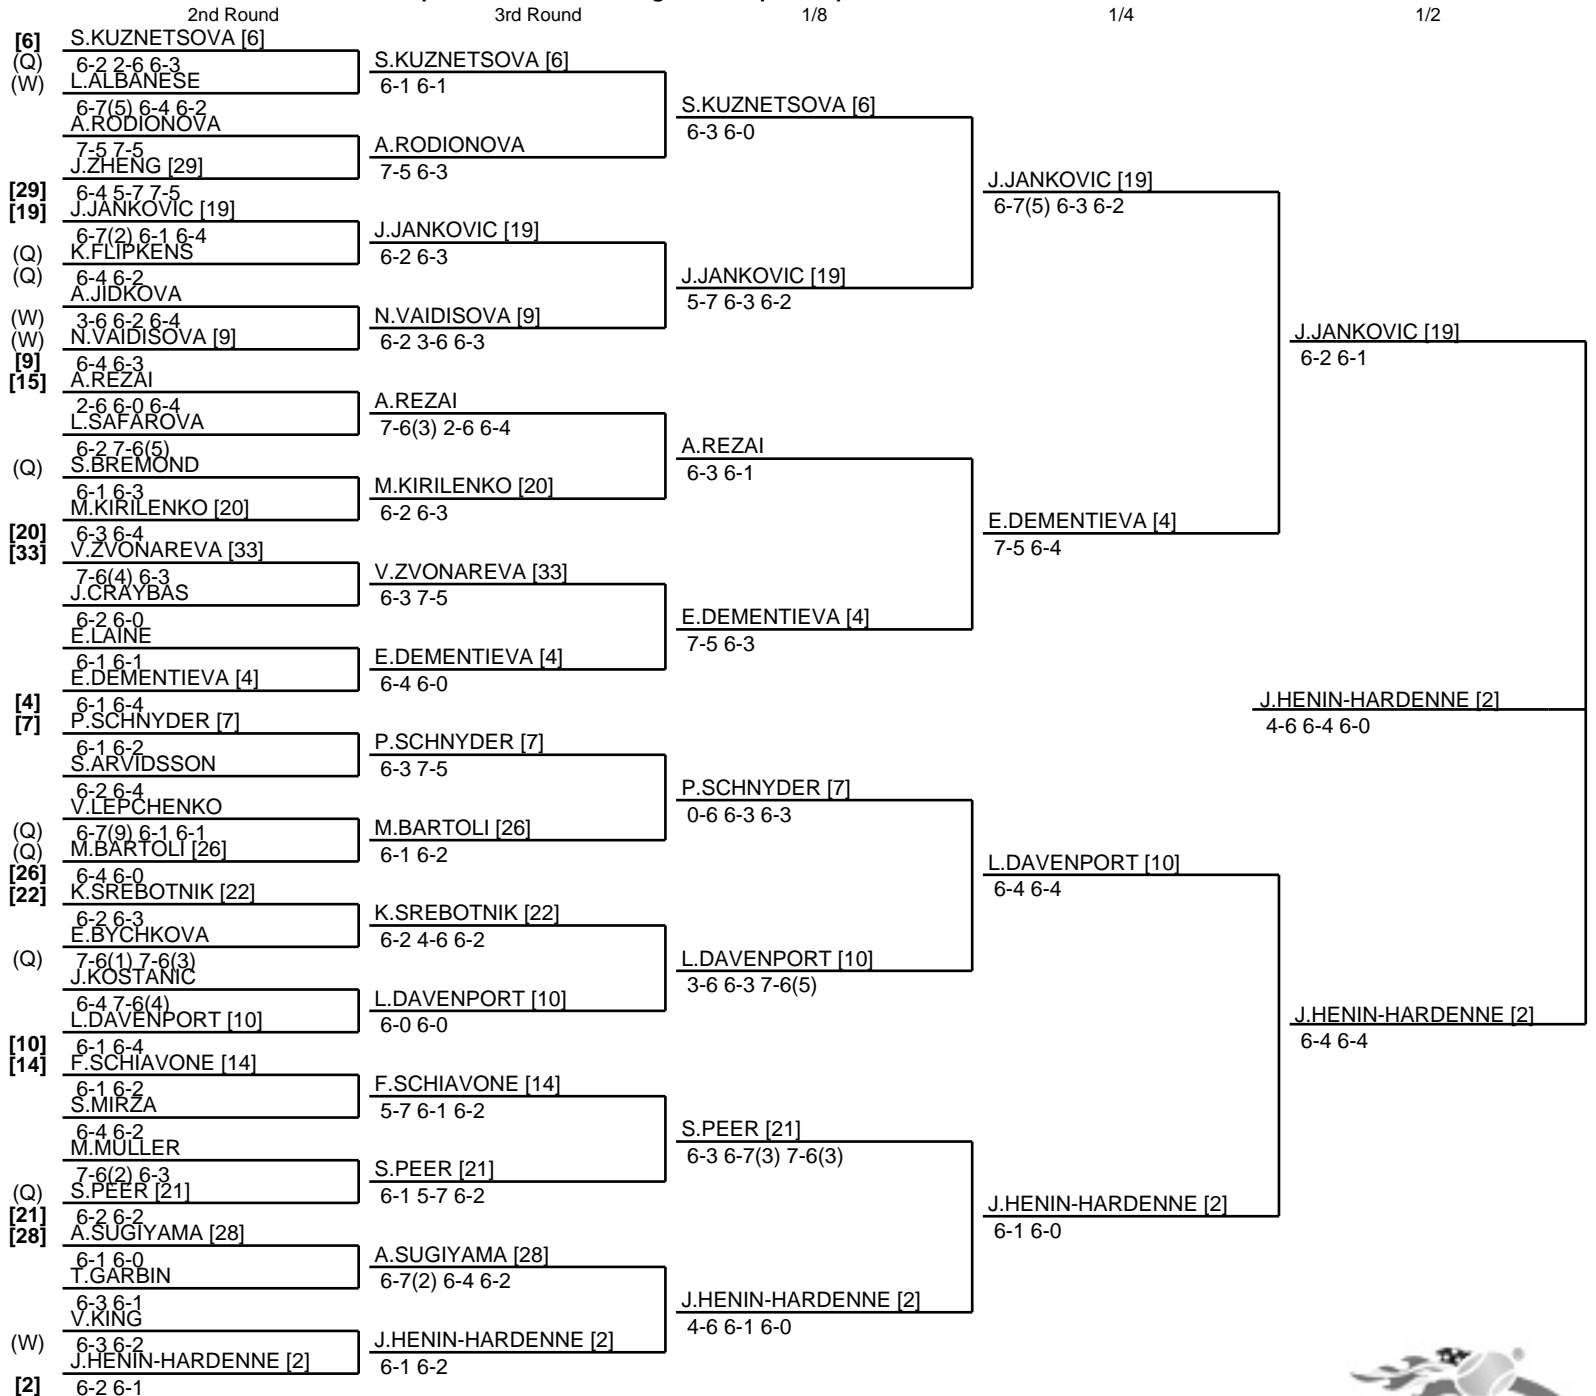 2nd Round 3rd Round 1/8 1/4 1/2
[6] S.KUZNETSOVA [6]
(Q) 6-2 2-6 6-3
(W) L.ALBANESE
6-7(5) 6-4 6-2
A.RODIONOVA
7-5 7-5
J.ZHENG [29]
[29] 6-4 5-7 7-5
[19] J.JANKOVIC [19]
6-7(2) 6-1 6-4
(Q) K.FLIPKENS
(Q) 6-4 6-2
A.JIDKOVA
(W) 3-6 6-2 6-4
(W) N.VAIDISOVA [9]
[9] 6-4 6-3
[15] A.REZAI
2-6 6-0 6-4
L.SAFAROVA
6-2 7-6(5)
(Q) S.BREMOND
6-1 6-3
M.KIRILENKO [20]
[20] 6-3 6-4
[33] V.ZVONAREVA [33]
7-6(4) 6-3
J.CRAYBAS
6-2 6-0
E.LAINE
6-1 6-1
E.DEMENTIEVA [4]
[4] 6-1 6-4
[7] P.SCHNYDER [7]
6-1 6-2
S.ARVIDSSON
6-2 6-4
V.LEPCHENKO
(Q) 6-7(9) 6-1 6-1
(Q) M.BARTOLI [26]
[26] 6-4 6-0
[22] K.SREBOTNIK [22]
6-2 6-3
E.BYCHKOVA
(Q) 7-6(1) 7-6(3)
J.KOSTANIC
6-4 7-6(4)
L.DAVENPORT [10]
[10] 6-1 6-4
[14] F.SCHIAVONE [14]
6-1 6-2
S.MIRZA
6-4 6-2
M.MULLER
7-6(2) 6-3
(Q) S.PEER [21]
[21] 6-2 6-2
[28] A.SUGIYAMA [28]
6-1 6-0
T.GARBIN
6-3 6-1
V.KING
(W) 6-3 6-2
J.HENIN-HARDENNE [2]
[2] 6-2 6-1
S.KUZNETSOVA [6]
6-1 6-1
A.RODIONOVA
7-5 6-3
J.JANKOVIC [19]
6-2 6-3
N.VAIDISOVA [9]
6-2 3-6 6-3
A.REZAI
7-6(3) 2-6 6-4
M.KIRILENKO [20]
6-2 6-3
V.ZVONAREVA [33]
6-3 7-5
E.DEMENTIEVA [4]
6-4 6-0
P.SCHNYDER [7]
6-3 7-5
M.BARTOLI [26]
6-1 6-2
K.SREBOTNIK [22]
6-2 4-6 6-2
L.DAVENPORT [10]
6-0 6-0
F.SCHIAVONE [14]
5-7 6-1 6-2
S.PEER [21]
6-1 5-7 6-2
A.SUGIYAMA [28]
6-7(2) 6-4 6-2
J.HENIN-HARDENNE [2]
6-1 6-2
S.KUZNETSOVA [6]
6-3 6-0
J.JANKOVIC [19]
5-7 6-3 6-2
A.REZAI
6-3 6-1
E.DEMENTIEVA [4]
7-5 6-3
P.SCHNYDER [7]
0-6 6-3 6-3
L.DAVENPORT [10]
3-6 6-3 7-6(5)
S.PEER [21]
6-3 6-7(3) 7-6(3)
J.HENIN-HARDENNE [2]
4-6 6-1 6-0
J.JANKOVIC [19]
6-7(5) 6-3 6-2
E.DEMENTIEVA [4]
7-5 6-4
L.DAVENPORT [10]
6-4 6-4
J.HENIN-HARDENNE [2]
6-1 6-0
J.JANKOVIC [19]
6-2 6-1
J.HENIN-HARDENNE [2]
4-6 6-4 6-0
J.HENIN-HARDENNE [2]
6-4 6-4